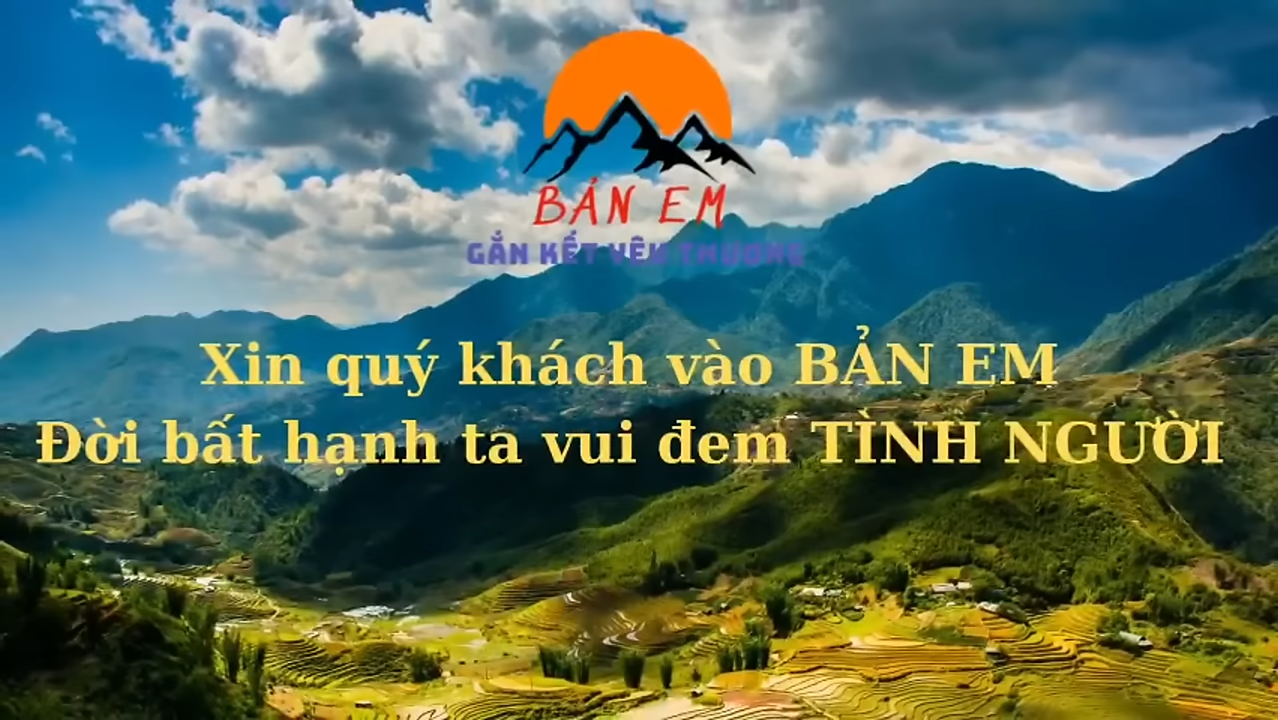 BẢN EM
GẮN KẾT YÊU THƯƠNG
Xin quý khách vào BẢN EM
Đời bất hạnh ta vui đem TÌNH NGƯỜI